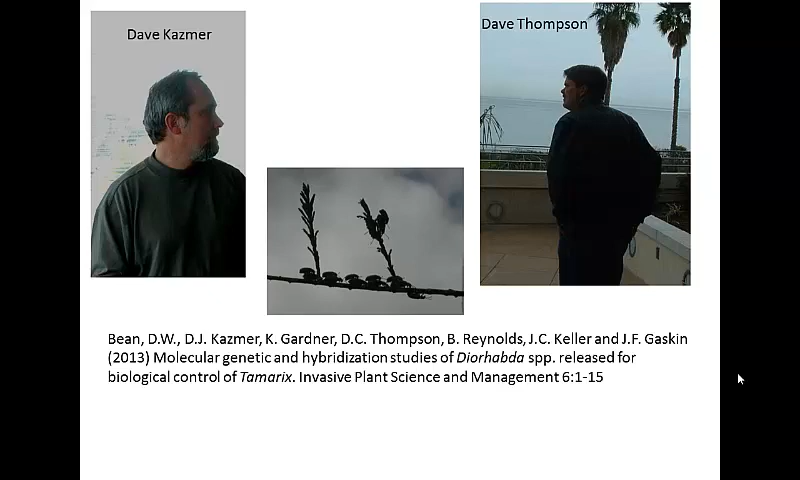 Dave Kazmer
Dave Thompson
Bean, D.W., D.J. Kazmer, K. Gardner, D.C. Thompson, B. Reynolds, J.C. Keller and J.F. Gaskin
(2013) Molecular genetic and hybridization studies of Diorhabda spp. released for
biological control of Tamarix. Invasive Plant Science and Management 6:1-15